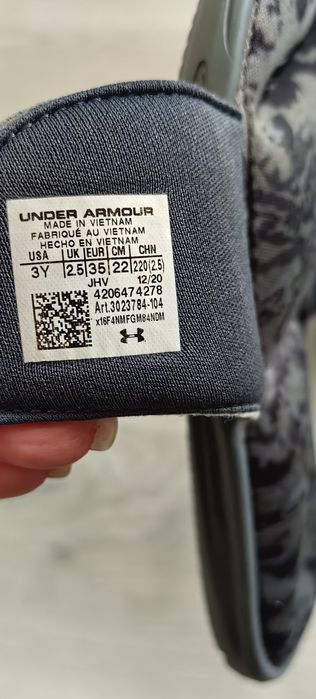 UNDER ARMOUR
MADE IN VIETNAM
FABRIQUÉ AU VIETNAM
HECHO EN VIETNAM
USA UK EUR CM CHN
3Y 2.5 35 22 220(2.5)
JHV 12/20
4206474278
Art.3023784-104
x16F4NMFGM84NDM